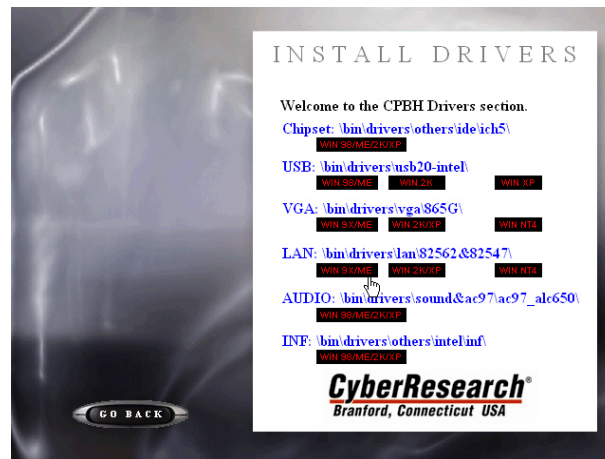 INSTALL DRIVERS
Welcome to the CPBH Drivers section.
Chipset: \bin\drivers\others\ide\ich5\
WIN 98/ME/2K/XP
USB: \bin\drivers\usb20-intel\
WIN 98/ME WIN 2K WIN XP
VGA: \bin\drivers\vga\865G\
WIN 9X/ME WIN 2K/XP WIN NT4
LAN: \bin\drivers\lan\82562&82547\
WIN 9X/ME WIN 2K/XP WIN NT4
AUDIO: \bin\drivers\sound&ac97\ac97_alc650\
WIN 98/ME/2K/XP
INF: \bin\drivers\others\intel\inf\
WIN 98/ME/2K/XP
CyberResearch®
Branford, Connecticut USA
GO BACK